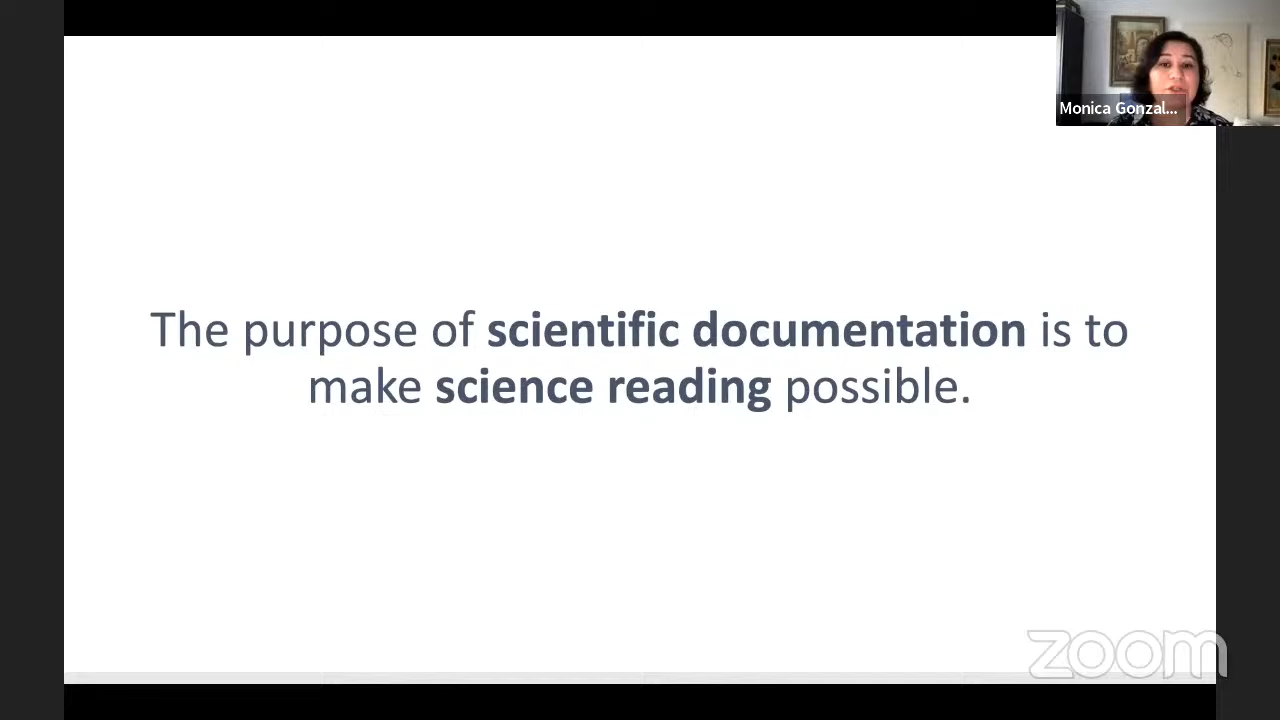 Monica Gonzal...
The purpose of scientific documentation is to
make science reading possible.
zoom